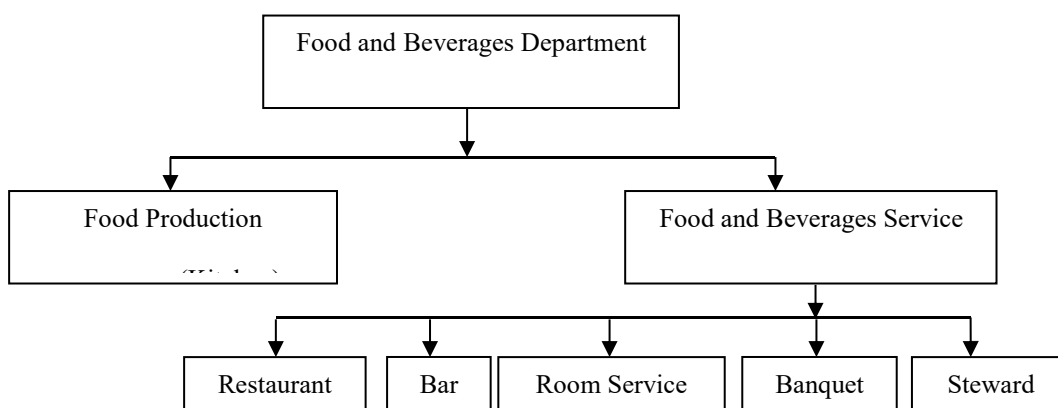 Food and Beverages Department
Food Production
Food and Beverages Service
Restaurant
Bar
Room Service
Banquet
Steward